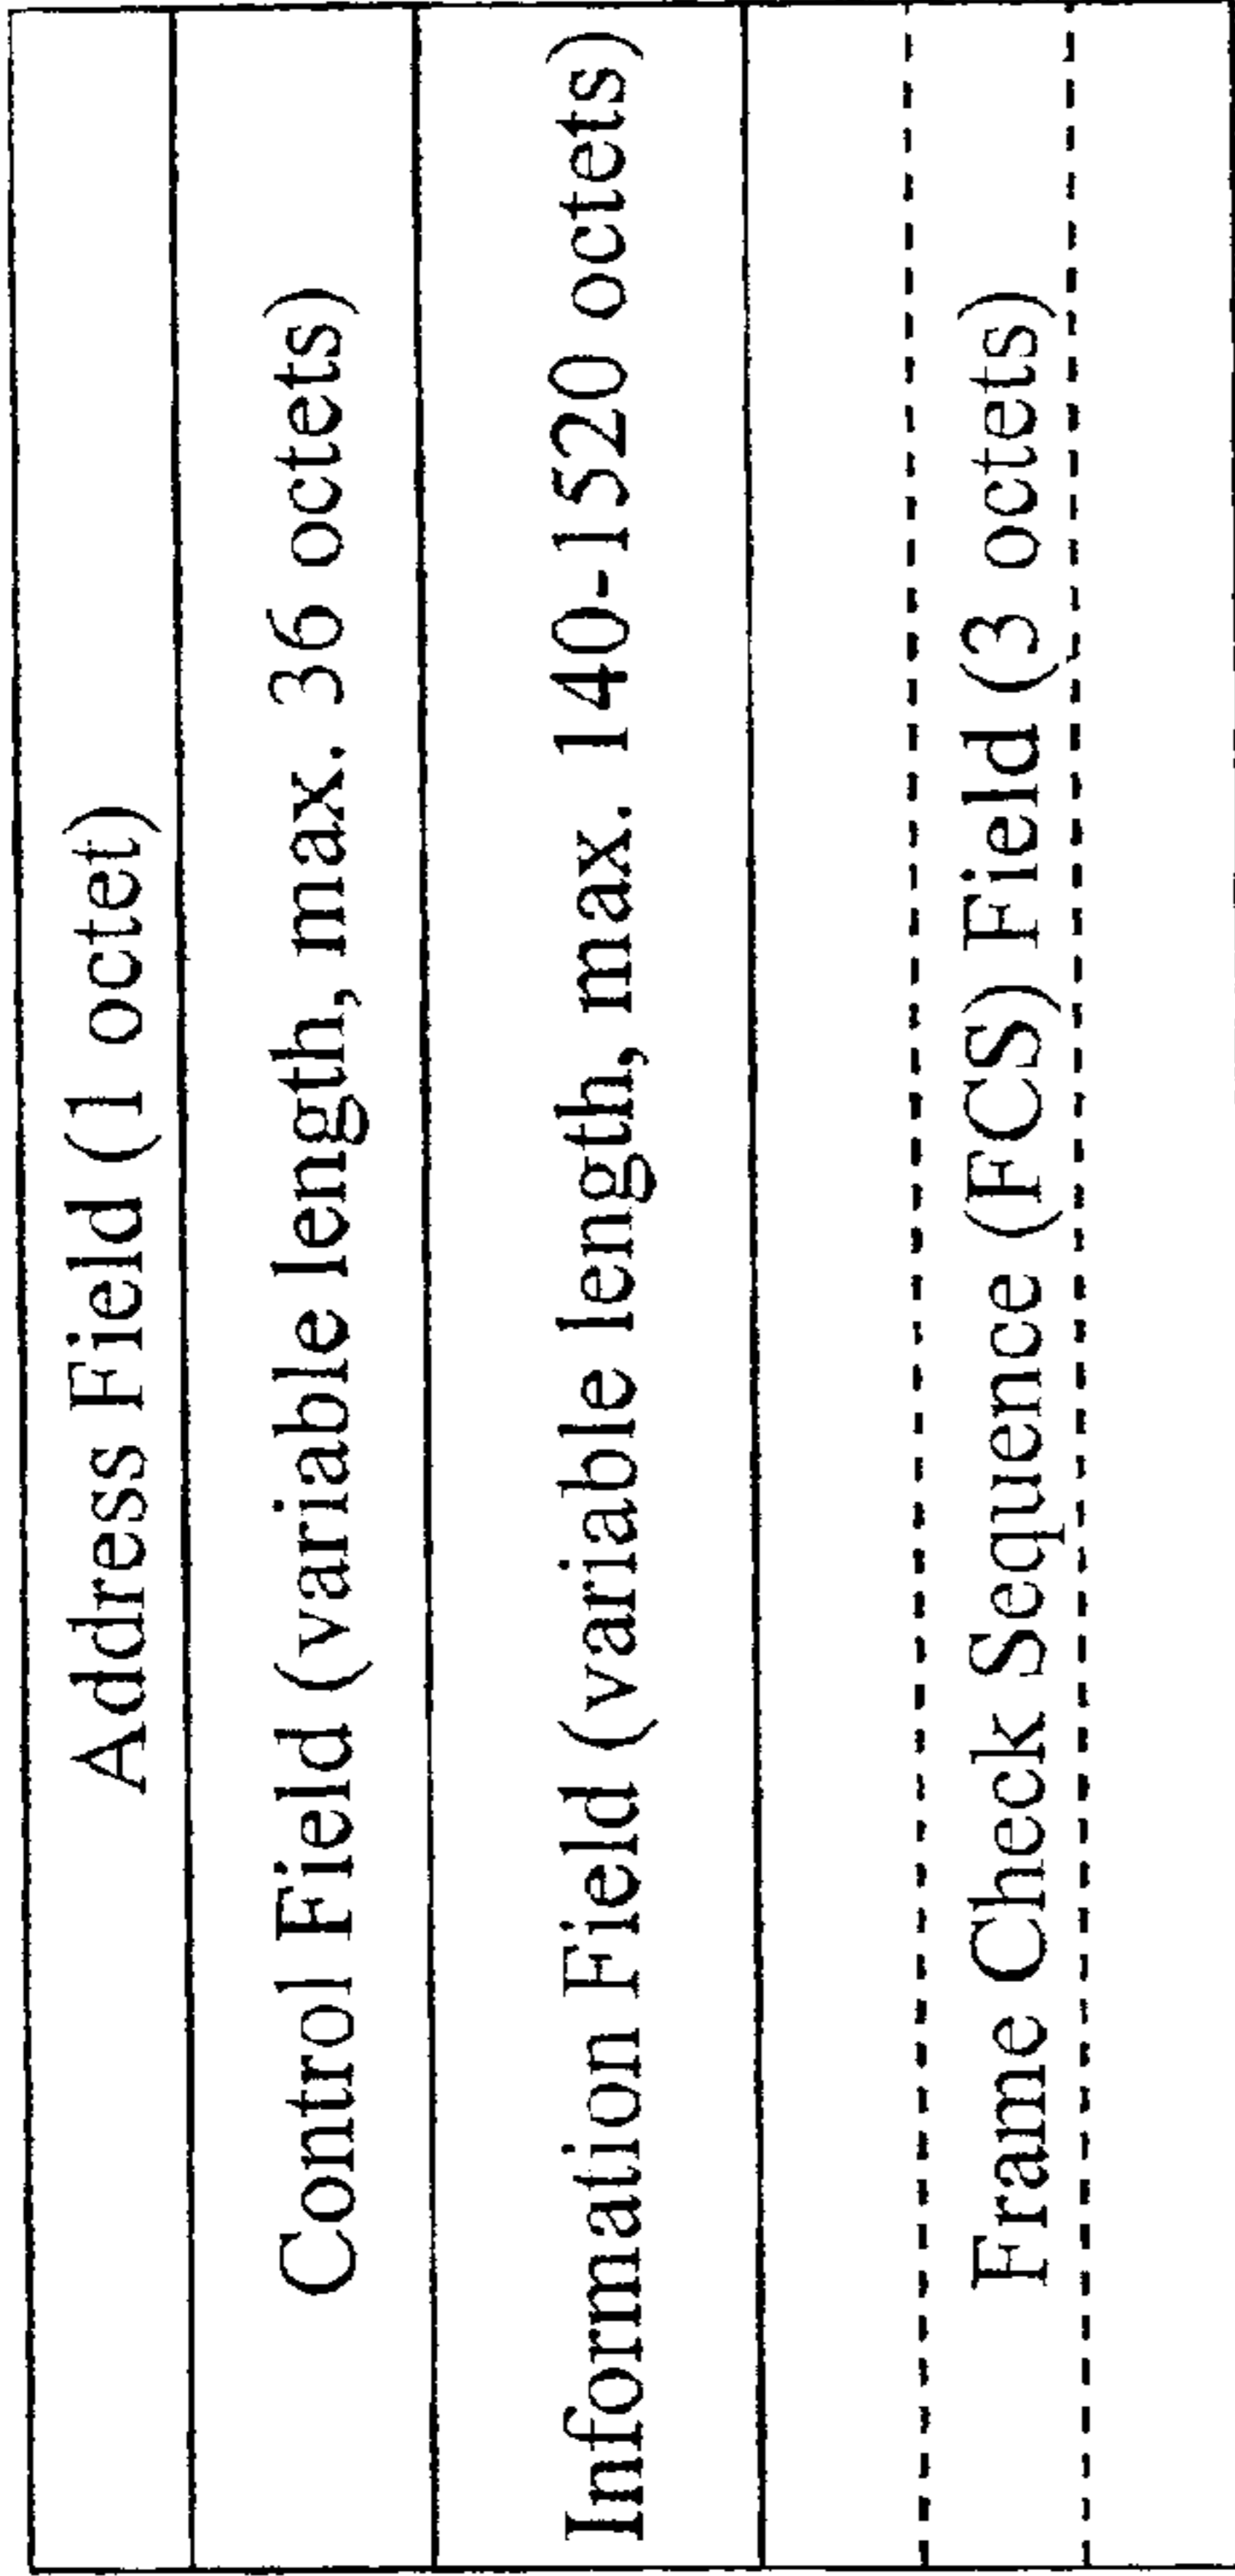 Address Field (1 octet)
Control Field (variable length, max. 36 octets)
Information Field (variable length, max. 140-1520 octets)
Frame Check Sequence (FCS) Field (3 octets)